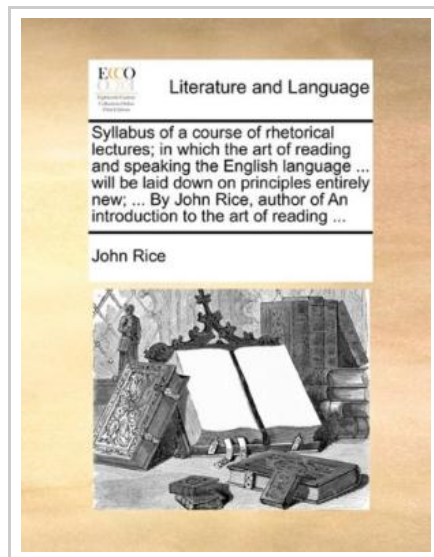 ECCO
Literature and Language
Syllabus of a course of rhetorical
lectures; in which the art of reading
and speaking the English language ...
will be laid down on principles entirely
new; ... By John Rice, author of An
introduction to the art of reading ...
John Rice